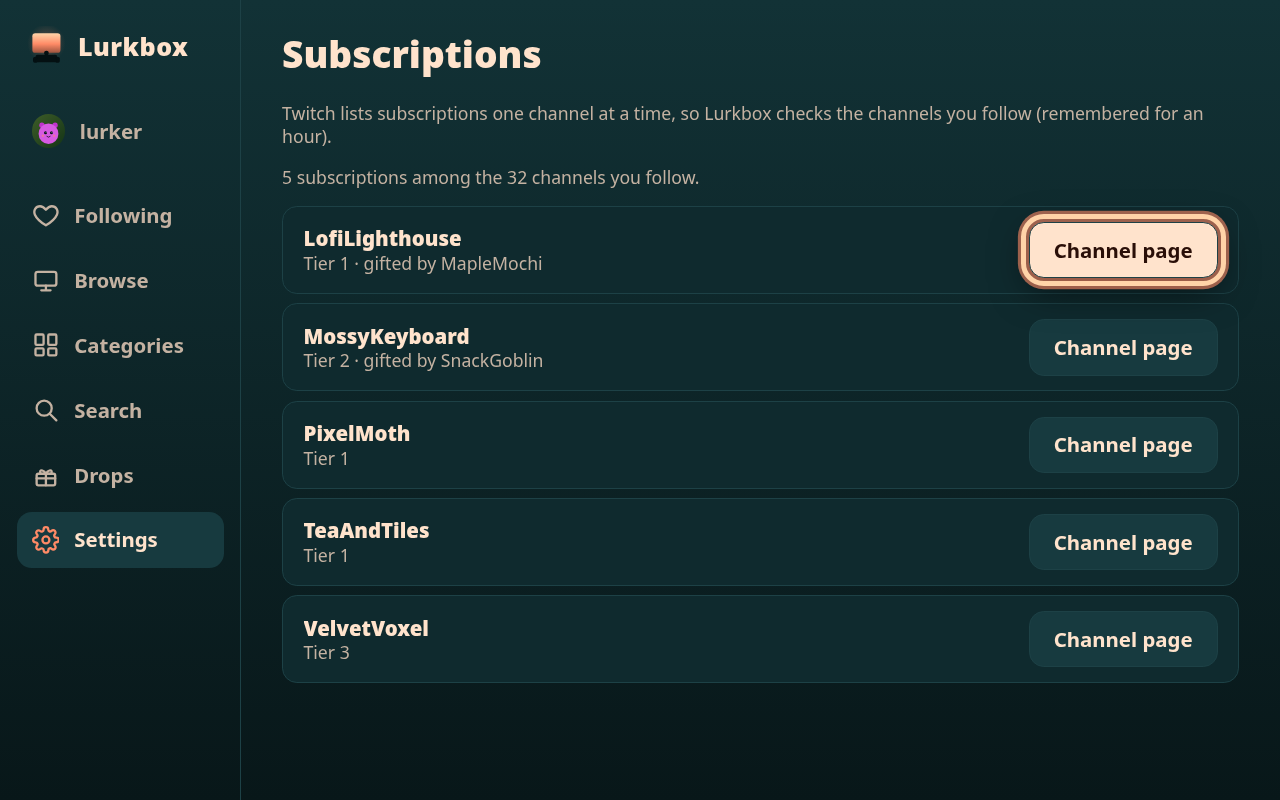 Lurkbox
lurker
Following
Browse
Categories
Search
Drops
Settings
Subscriptions
Twitch lists subscriptions one channel at a time, so Lurkbox checks the channels you follow (remembered for an
hour).
5 subscriptions among the 32 channels you follow.
LofiLighthouse
Tier 1 · gifted by MapleMochi
Channel page
MossyKeyboard
Tier 2 · gifted by SnackGoblin
Channel page
PixelMoth
Tier 1
Channel page
TeaAndTiles
Tier 1
Channel page
VelvetVoxel
Tier 3
Channel page